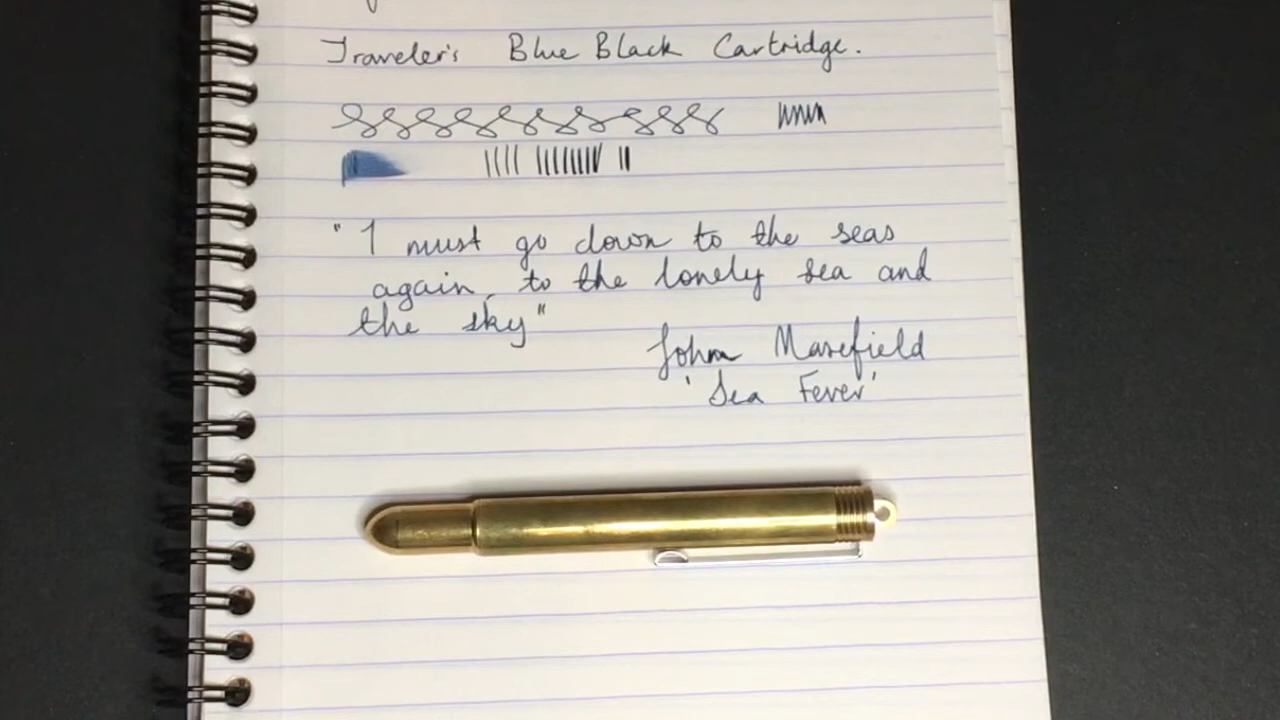 Traveler's Blue Black Cartridge.
" I must go down to the seas
again, to the lonely sea and
the sky"
John Masefield
'Sea Fever'